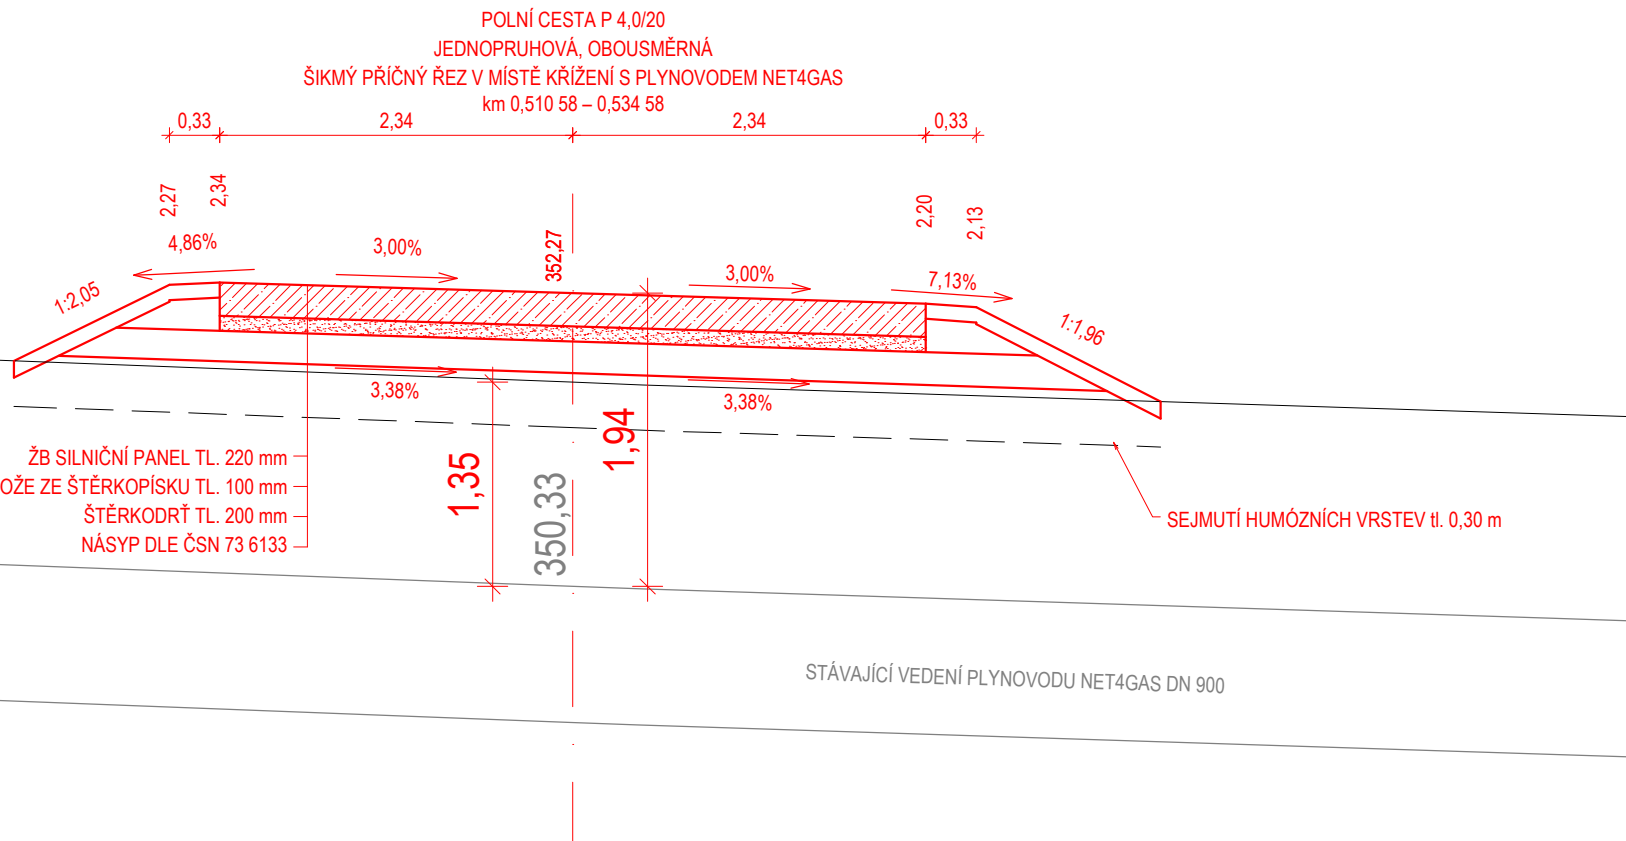 POLNÍ CESTA P 4,0/20
JEDNOPRUHOVÁ, OBOUSMĚRNÁ
ŠIKMÝ PŘÍČNÝ ŘEZ V MÍSTĚ KŘÍŽENÍ S PLYNOVODEM NET4GAS
km 0,510 58 – 0,534 58
0,33
2,34
2,34
0,33
2,27
2,34
2,20
2,13
4,86%
3,00%
352,27
3,00%
7,13%
1:2,05
1:1,96
3,38%
3,38%
1,35
350,33
1,94
ŽB SILNIČNÍ PANEL TL. 220 mm
OŽE ZE ŠTĚRKOPÍSKU TL. 100 mm
ŠTĚRKODRŤ TL. 200 mm
NÁSYP DLE ČSN 73 6133
SEJMUTÍ HUMÓZNÍCH VRSTEV tl. 0,30 m
STÁVAJÍCÍ VEDENÍ PLYNOVODU NET4GAS DN 900